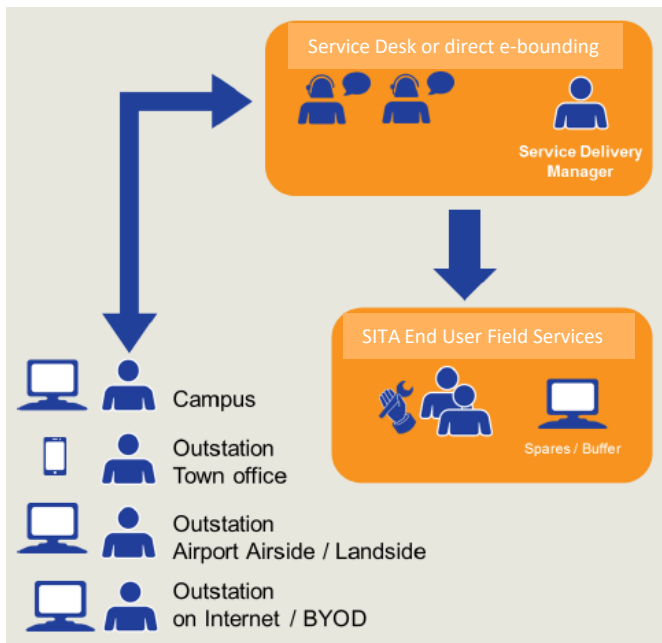 Service Desk or direct e-bounding
Service Delivery
Manager
SITA End User Field Services
Spares / Buffer
Campus
Outstation
Town office
Outstation
Airport Airside / Landside
Outstation
on Internet / BYOD